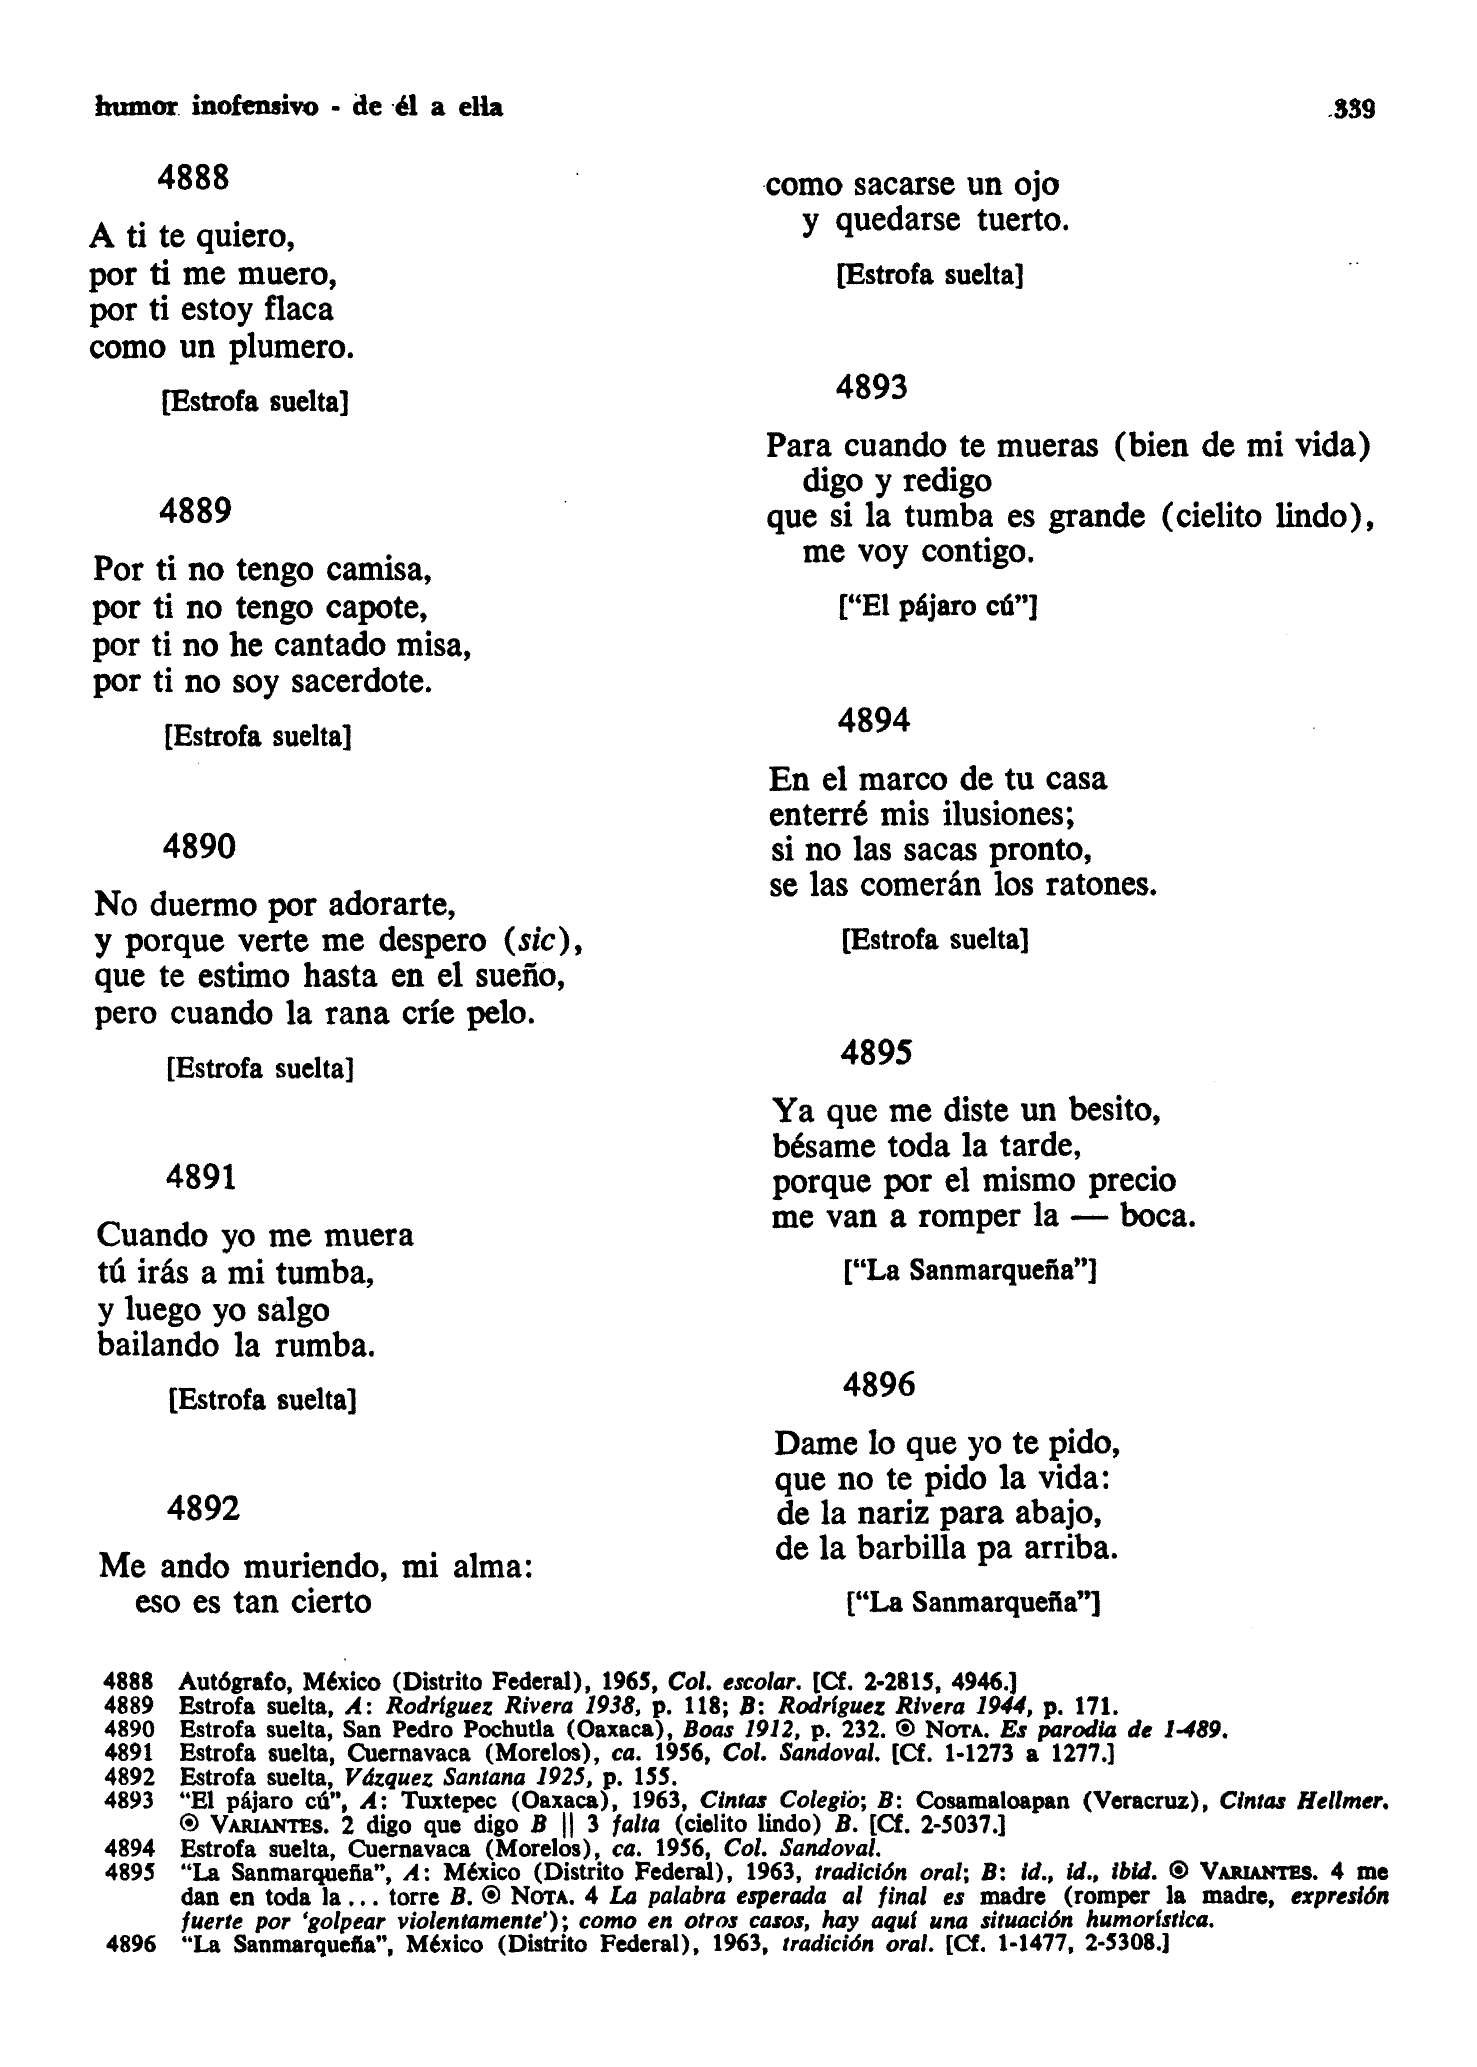 humor inofensivo - de él a ella
339
4888
A ti te quiero,
por ti me muero,
por ti estoy flaca
como un plumero.
[Estrofa suelta]
4889
Por ti no tengo camisa,
por ti no tengo capote,
por ti no he cantado misa,
por ti no soy sacerdote.
[Estrofa suelta]
4890
No duermo por adorarte,
y porque verte me despero (sic),
que te estimo hasta en el sueño,
pero cuando la rana críe pelo.
[Estrofa suelta]
4891
Cuando yo me muera
tú irás a mi tumba,
y luego yo salgo
bailando la rumba.
[Estrofa suelta]
4892
Me ando muriendo, mi alma:
eso es tan cierto
como sacarse un ojo
y quedarse tuerto.
[Estrofa suelta]
4893
Para cuando te mueras (bien de mi vida)
digo y redigo
que si la tumba es grande (cielito lindo),
me voy contigo.
["El pájaro cú"]
4894
En el marco de tu casa
enterré mis ilusiones;
si no las sacas pronto,
se las comerán los ratones.
[Estrofa suelta]
4895
Ya que me diste un besito,
bésame toda la tarde,
porque por el mismo precio
me van a romper la — boca.
["La Sanmarqueña"]
4896
Dame lo que yo te pido,
que no te pido la vida:
de la nariz para abajo,
de la barbilla pa arriba.
["La Sanmarqueña"]
4888 Autógrafo, México (Distrito Federal), 1965, Col. escolar. [Cf. 2-2815, 4946.]
4889 Estrofa suelta, A: Rodríguez Rivera 1938, p. 118; B: Rodríguez Rivera 1944, p. 171.
4890 Estrofa suelta, San Pedro Pochutla (Oaxaca), Boas 1912, p. 232. ⊙ NOTA. Es parodia de 1-489.
4891 Estrofa suelta, Cuernavaca (Morelos), ca. 1956, Col. Sandoval. [Cf. 1-1273 a 1277.]
4892 Estrofa suelta, Vázquez Santana 1925, p. 155.
4893 "El pájaro cú", A: Tuxtepec (Oaxaca), 1963, Cintas Colegio; B: Cosamaloapan (Veracruz), Cintas Hellmer.
⊙ VARIANTES. 2 digo que digo B || 3 falta (cielito lindo) B. [Cf. 2-5037.]
4894 Estrofa suelta, Cuernavaca (Morelos), ca. 1956, Col. Sandoval.
4895 "La Sanmarqueña", A: México (Distrito Federal), 1963, tradición oral; B: id., id., ibid. ⊙ VARIANTES. 4 me
dan en toda la... torre B. ⊙ NOTA. 4 La palabra esperada al final es madre (romper la madre, expresión
fuerte por 'golpear violentamente'); como en otros casos, hay aquí una situación humorística.
4896 "La Sanmarqueña", México (Distrito Federal), 1963, tradición oral. [Cf. 1-1477, 2-5308.]